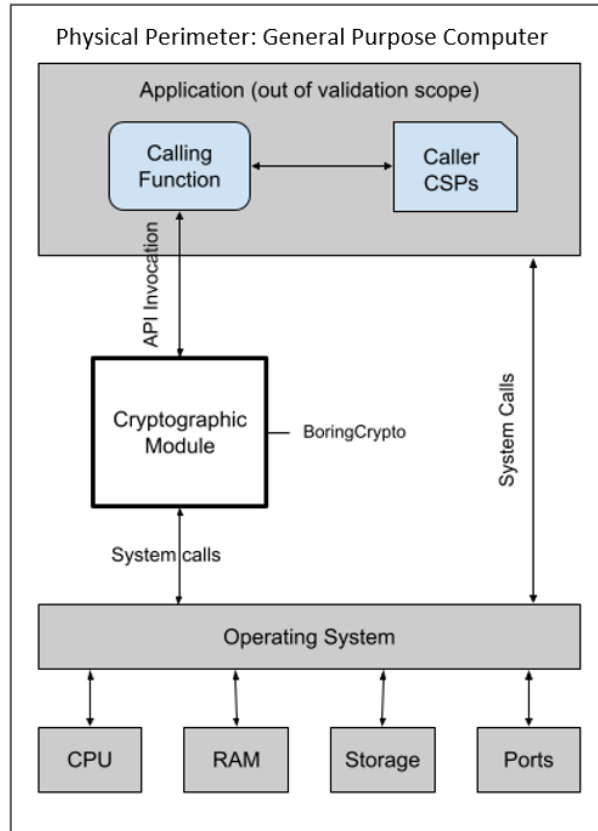 Physical Perimeter: General Purpose Computer
Application (out of validation scope)
Calling
Function
Caller
CSPs
API Invocation
Cryptographic
Module
BoringCrypto
System Calls
System calls
Operating System
CPU
RAM
Storage
Ports